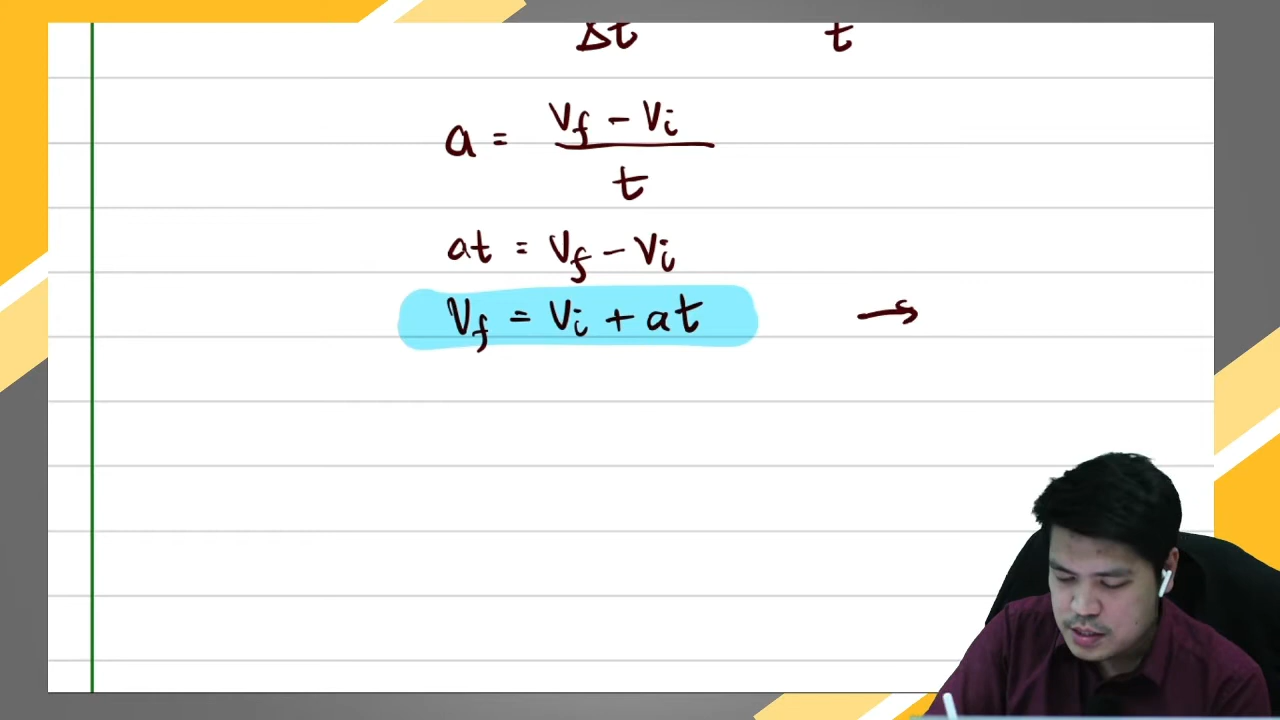 Δt t
a = Vf - Vi
t
at = Vf - Vi
Vf = Vi + at →